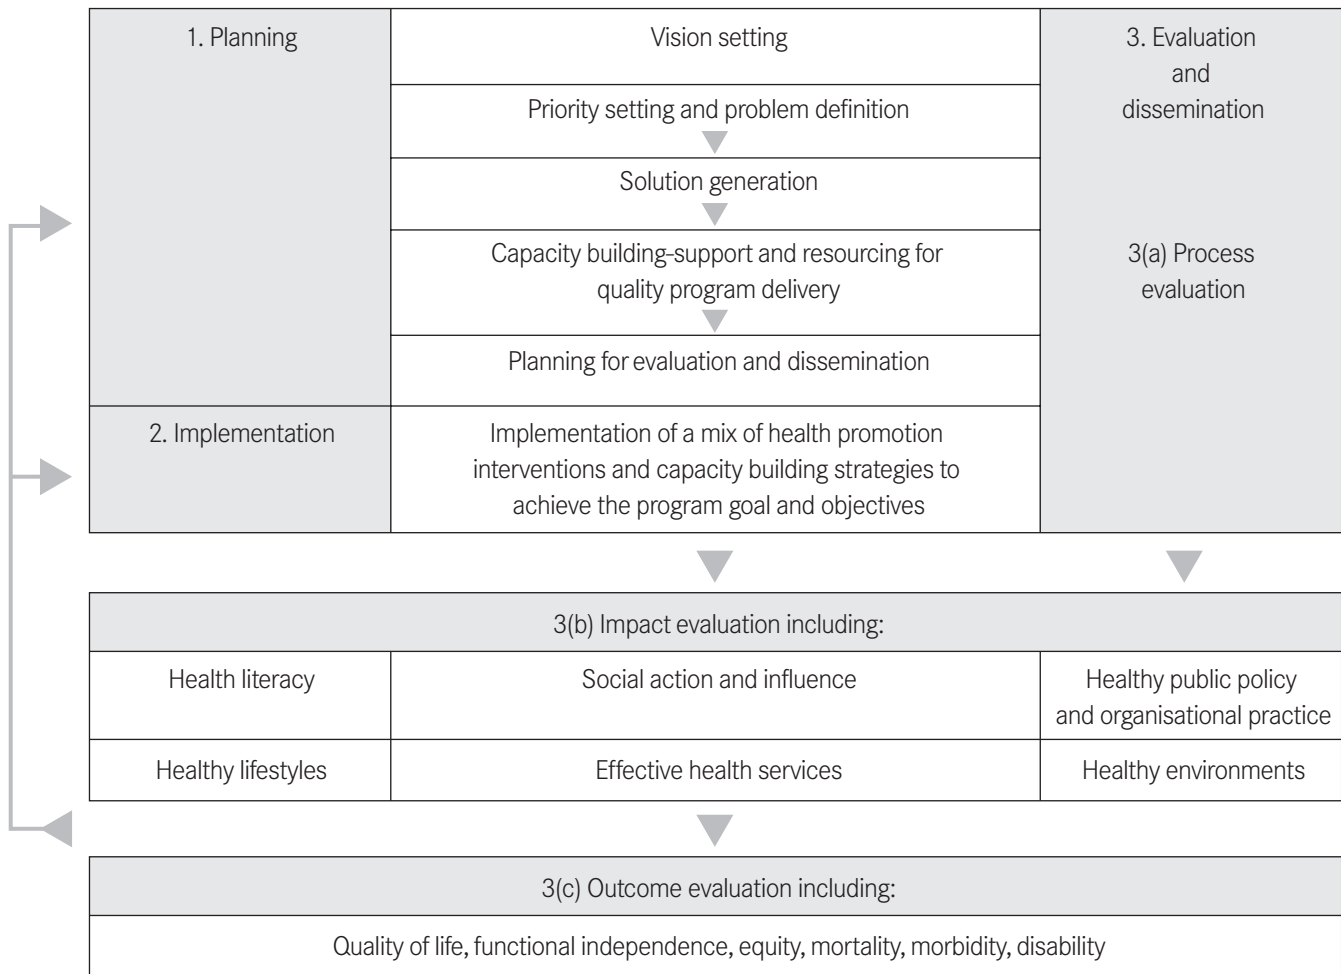 1. Planning
Vision setting
3. Evaluation
and
dissemination
Priority setting and problem definition
Solution generation
Capacity building-support and resourcing for
quality program delivery
3(a) Process
evaluation
Planning for evaluation and dissemination
2. Implementation
Implementation of a mix of health promotion
interventions and capacity building strategies to
achieve the program goal and objectives
3(b) Impact evaluation including:
Health literacy
Social action and influence
Healthy public policy
and organisational practice
Healthy lifestyles
Effective health services
Healthy environments
3(c) Outcome evaluation including:
Quality of life, functional independence, equity, mortality, morbidity, disability